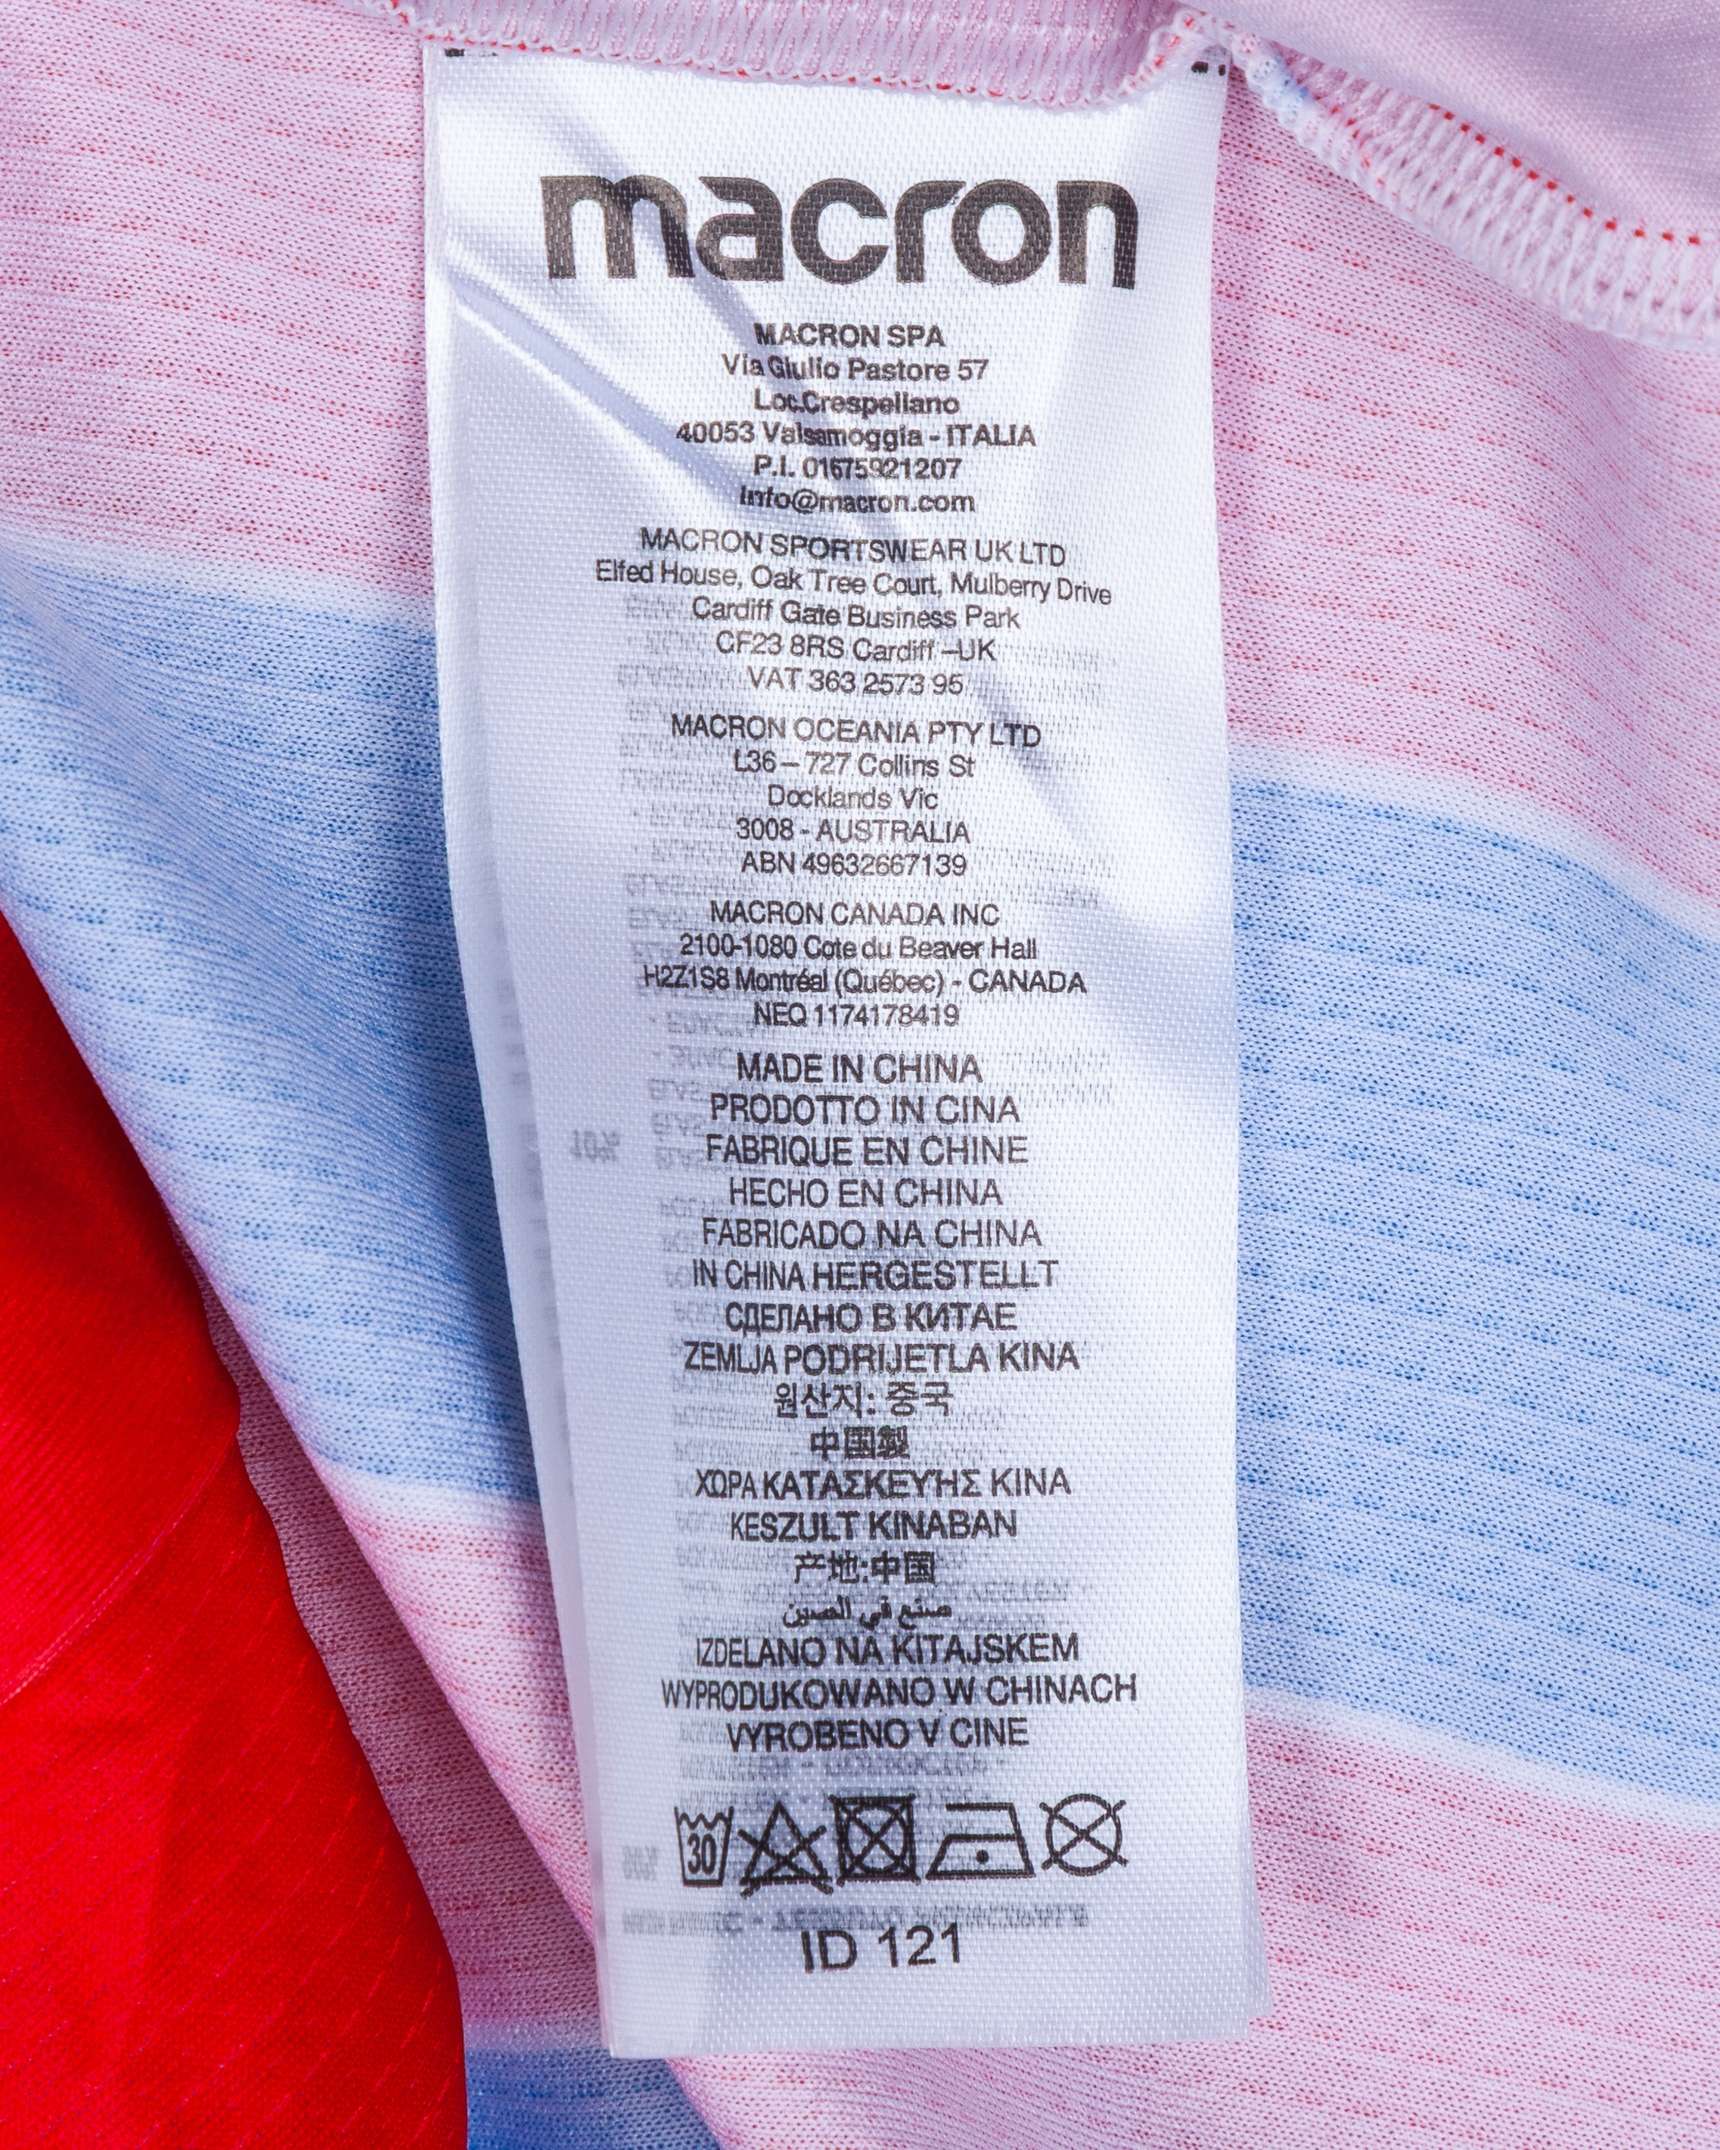 macron
MACRON SPA
Via Giulio Pastore 57
Loc.Crespellano
40053 Valsamoggia - ITALIA
P.I. 01675921207
info@macron.com
MACRON SPORTSWEAR UK LTD
Elfed House, Oak Tree Court, Mulberry Drive
Cardiff Gate Business Park
CF23 8RS Cardiff –UK
VAT 363 2573 95
MACRON OCEANIA PTY LTD
L36 – 727 Collins St
Docklands Vic
3008 - AUSTRALIA
ABN 49632667139
MACRON CANADA INC
2100-1080 Cote du Beaver Hall
H2Z1S8 Montréal (Québec) - CANADA
NEQ 1174178419
MADE IN CHINA
PRODOTTO IN CINA
FABRIQUE EN CHINE
HECHO EN CHINA
FABRICADO NA CHINA
IN CHINA HERGESTELLT
СДЕЛАНО В КИТАЕ
ZEMLJA PODRIJETLA KINA
원산지: 중국
中国製
ΧΩΡΑ ΚΑΤΑΣΚΕΥΉΣ ΚΙΝΑ
KESZULT KINABAN
产地:中国
صنع في الصين
IZDELANO NA KITAJSKEM
WYPRODUKOWANO W CHINACH
VYROBENO V CINE
30
ID 121